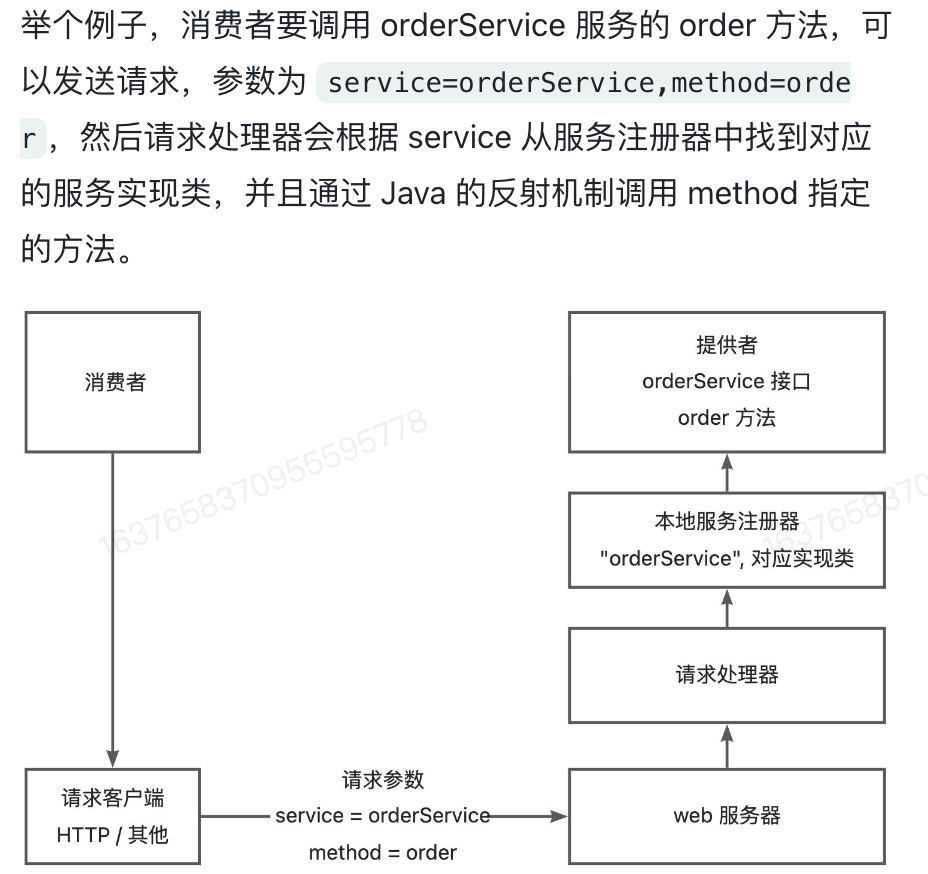 举个例子，消费者要调用 orderService 服务的 order 方法，可
以发送请求，参数为 service=orderService,method=orde
r，然后请求处理器会根据 service 从服务注册器中找到对应
的服务实现类，并且通过 Java 的反射机制调用 method 指定
的方法。
消费者
提供者
orderService 接口
order 方法
1637658370955595778
本地服务注册器
"orderService", 对应实现类
1637658370
请求处理器
请求客户端
HTTP / 其他
请求参数
service = orderService
method = order
web 服务器